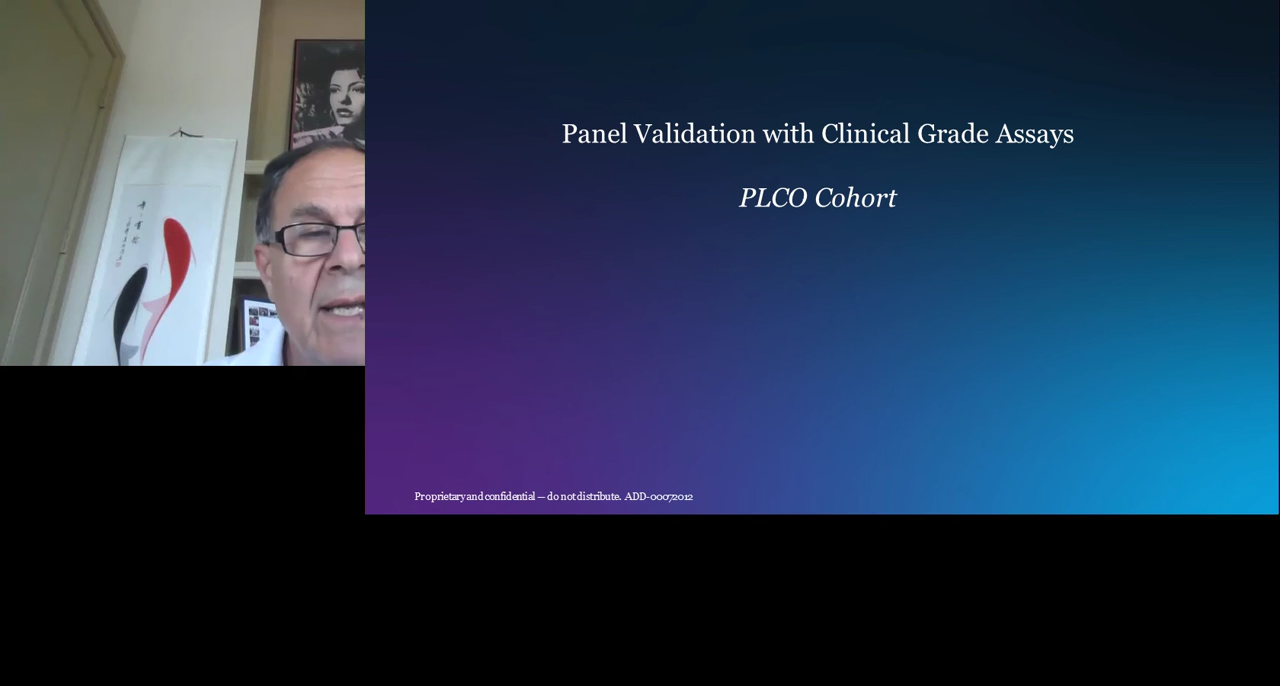 Panel Validation with Clinical Grade Assays
PLCO Cohort
Proprietary and confidential — do not distribute. ADD-00072012